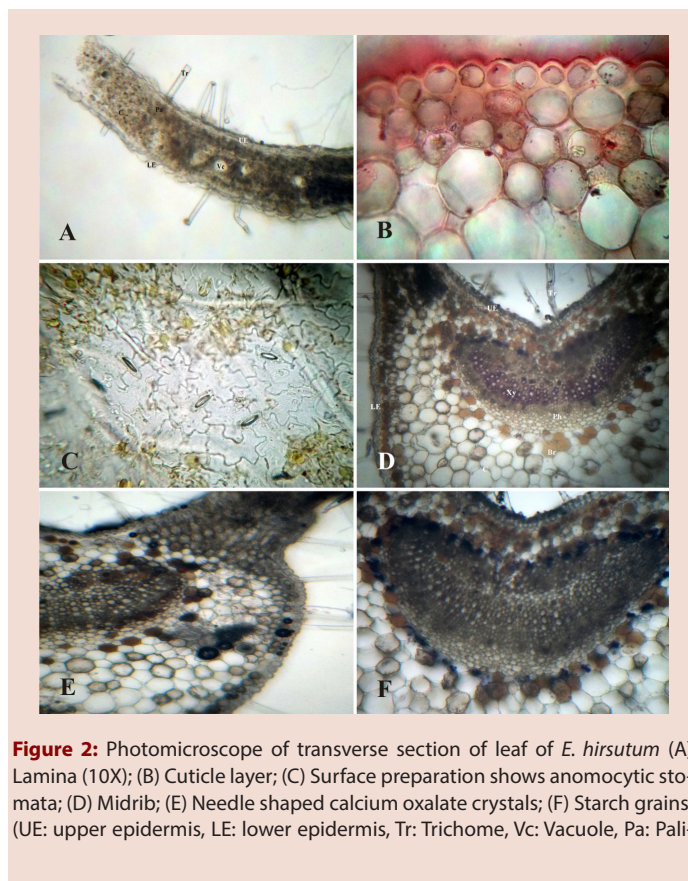 Tr
Pa
UE
LE
Vc
A
B
C
UE
LE
Xy
Ph
D
E
F
Figure 2: Photomicroscope of transverse section of leaf of E. hirsutum (A)
Lamina (10X); (B) Cuticle layer; (C) Surface preparation shows anomocytic sto-
mata; (D) Midrib; (E) Needle shaped calcium oxalate crystals; (F) Starch grains
(UE: upper epidermis, LE: lower epidermis, Tr: Trichome, Vc: Vacuole, Pa: Pali-